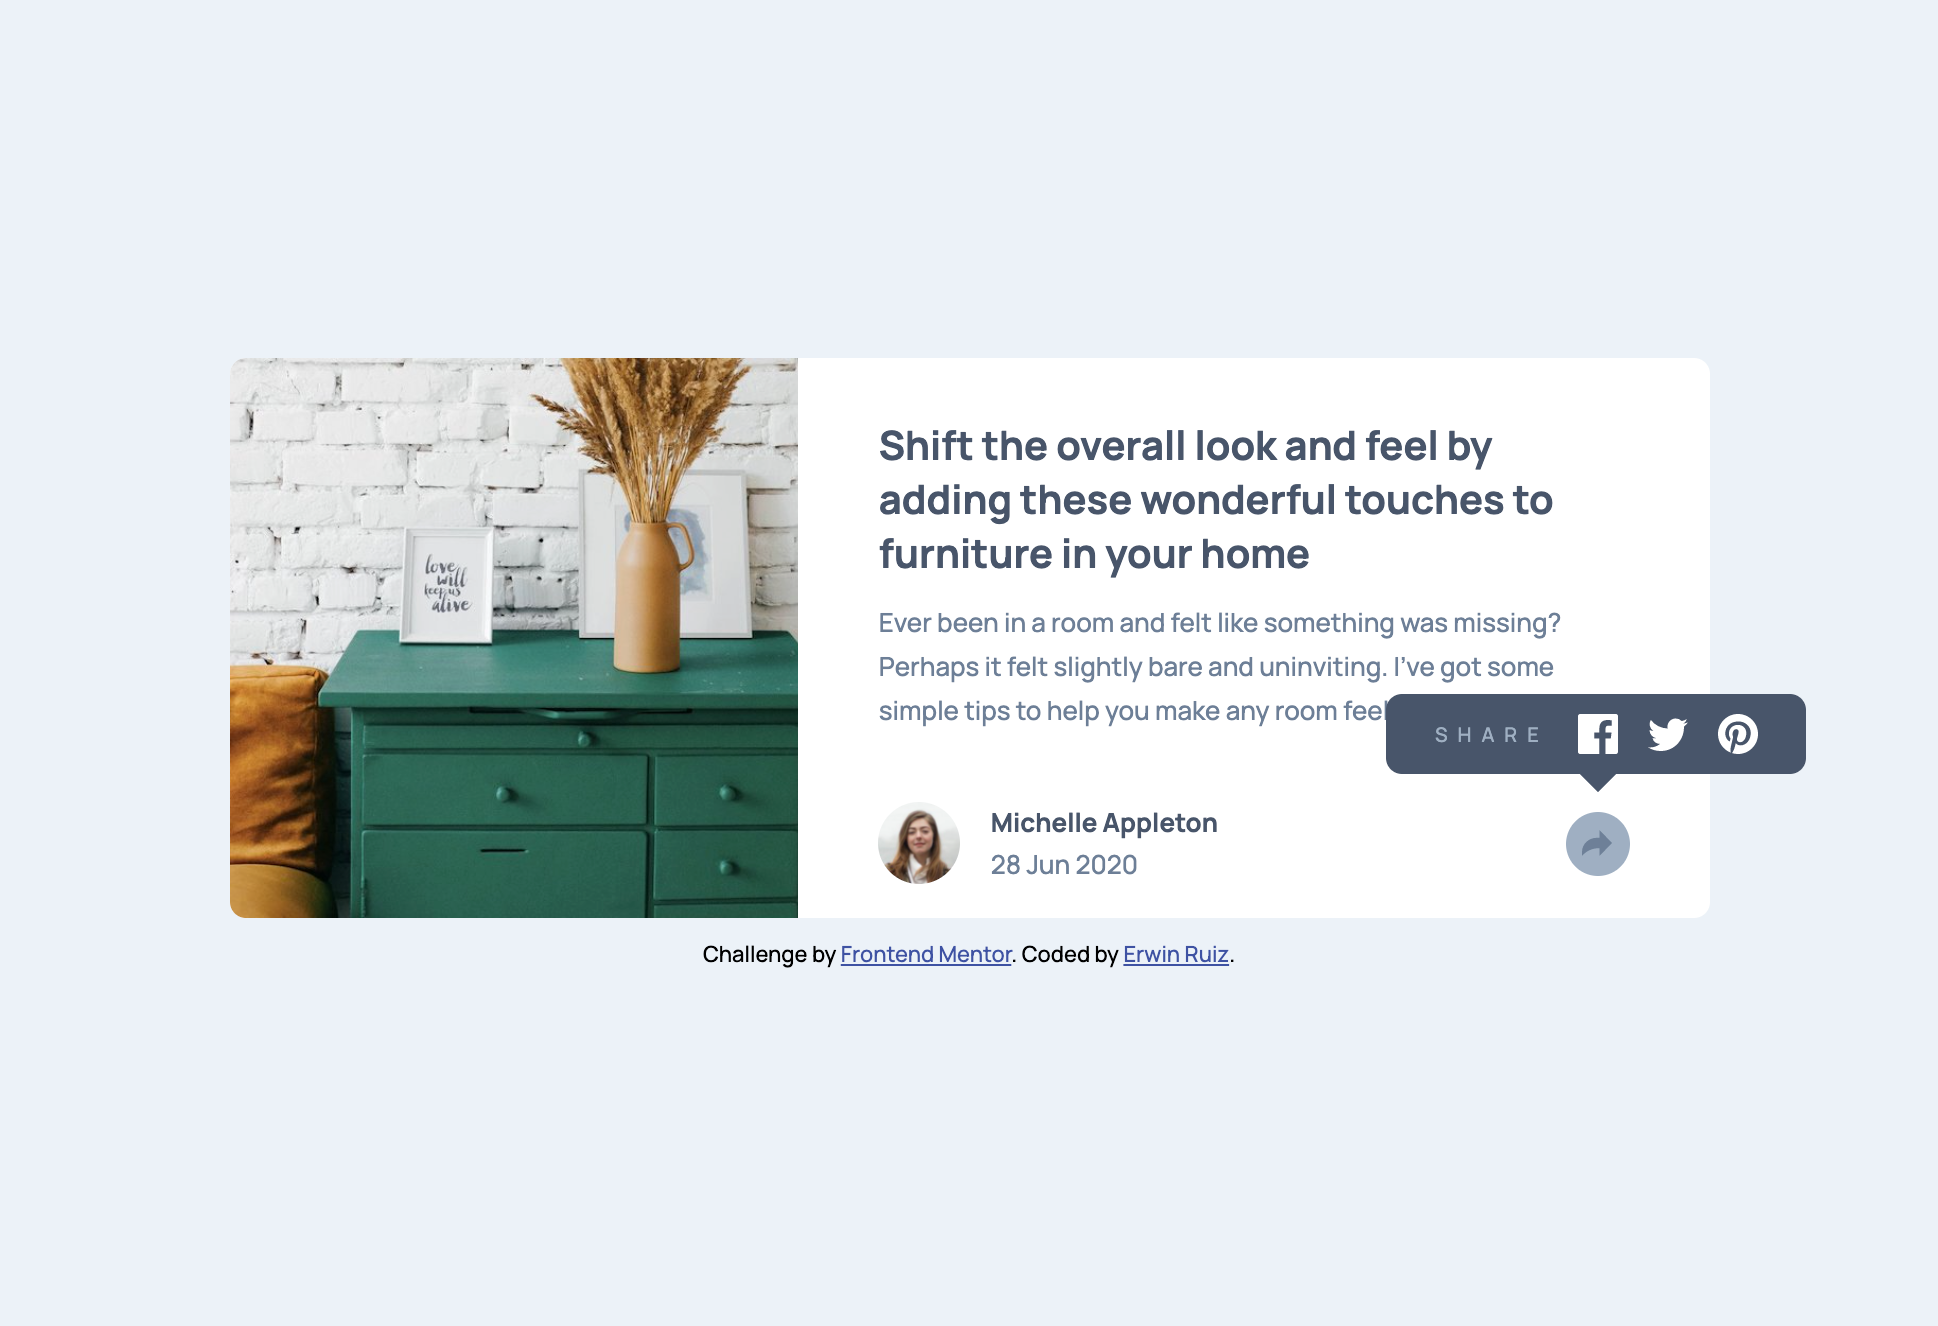 love
will
keep us
alive
Shift the overall look and feel by
adding these wonderful touches to
furniture in your home
Ever been in a room and felt like something was missing?
Perhaps it felt slightly bare and uninviting. I’ve got some
simple tips to help you make any room feel
SHARE
Michelle Appleton
28 Jun 2020
Challenge by Frontend Mentor. Coded by Erwin Ruiz.